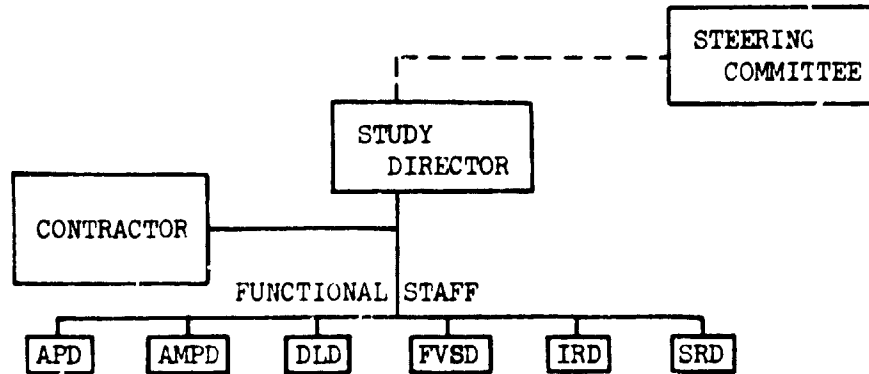 STEERING
COMMITTEE
STUDY
DIRECTOR
CONTRACTOR
FUNCTIONAL STAFF
APD AMPD DLD FVSD IRD SRD